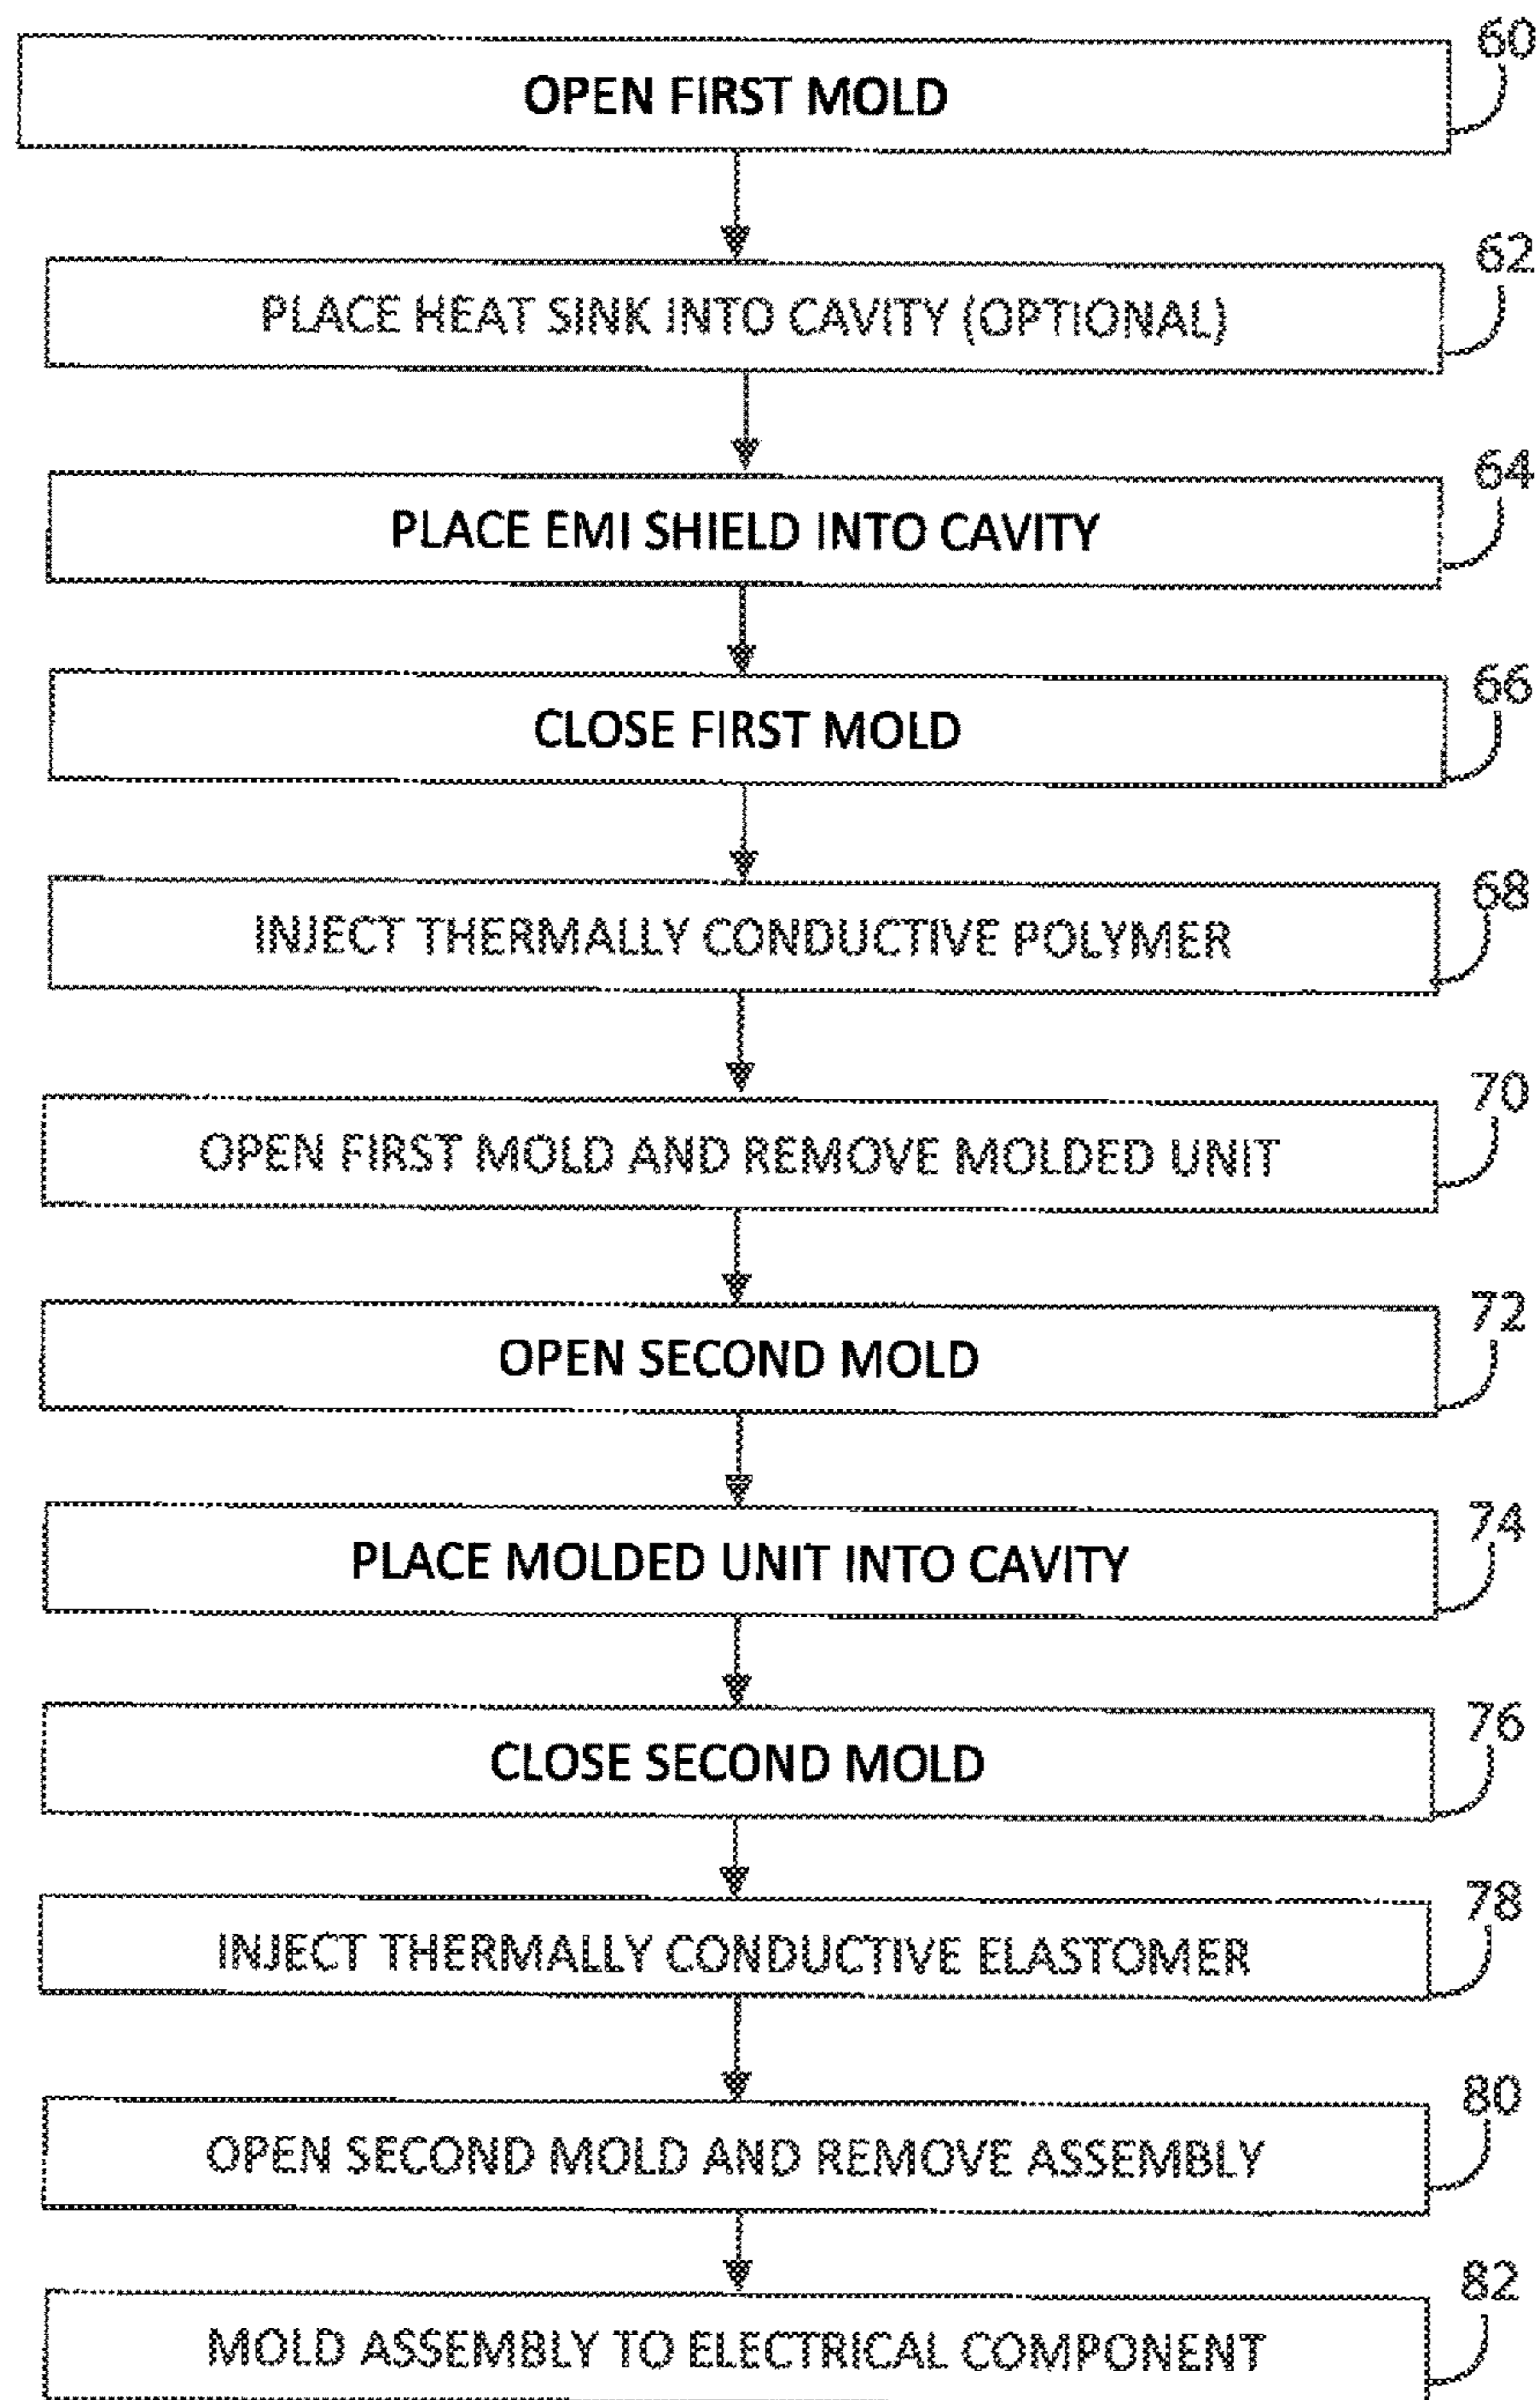 60
OPEN FIRST MOLD
62
PLACE HEAT SINK INTO CAVITY (OPTIONAL)
64
PLACE EMI SHIELD INTO CAVITY
66
CLOSE FIRST MOLD
68
INJECT THERMALLY CONDUCTIVE POLYMER
70
OPEN FIRST MOLD AND REMOVE MOLDED UNIT
72
OPEN SECOND MOLD
74
PLACE MOLDED UNIT INTO CAVITY
76
CLOSE SECOND MOLD
78
INJECT THERMALLY CONDUCTIVE ELASTOMER
80
OPEN SECOND MOLD AND REMOVE ASSEMBLY
82
MOLD ASSEMBLY TO ELECTRICAL COMPONENT